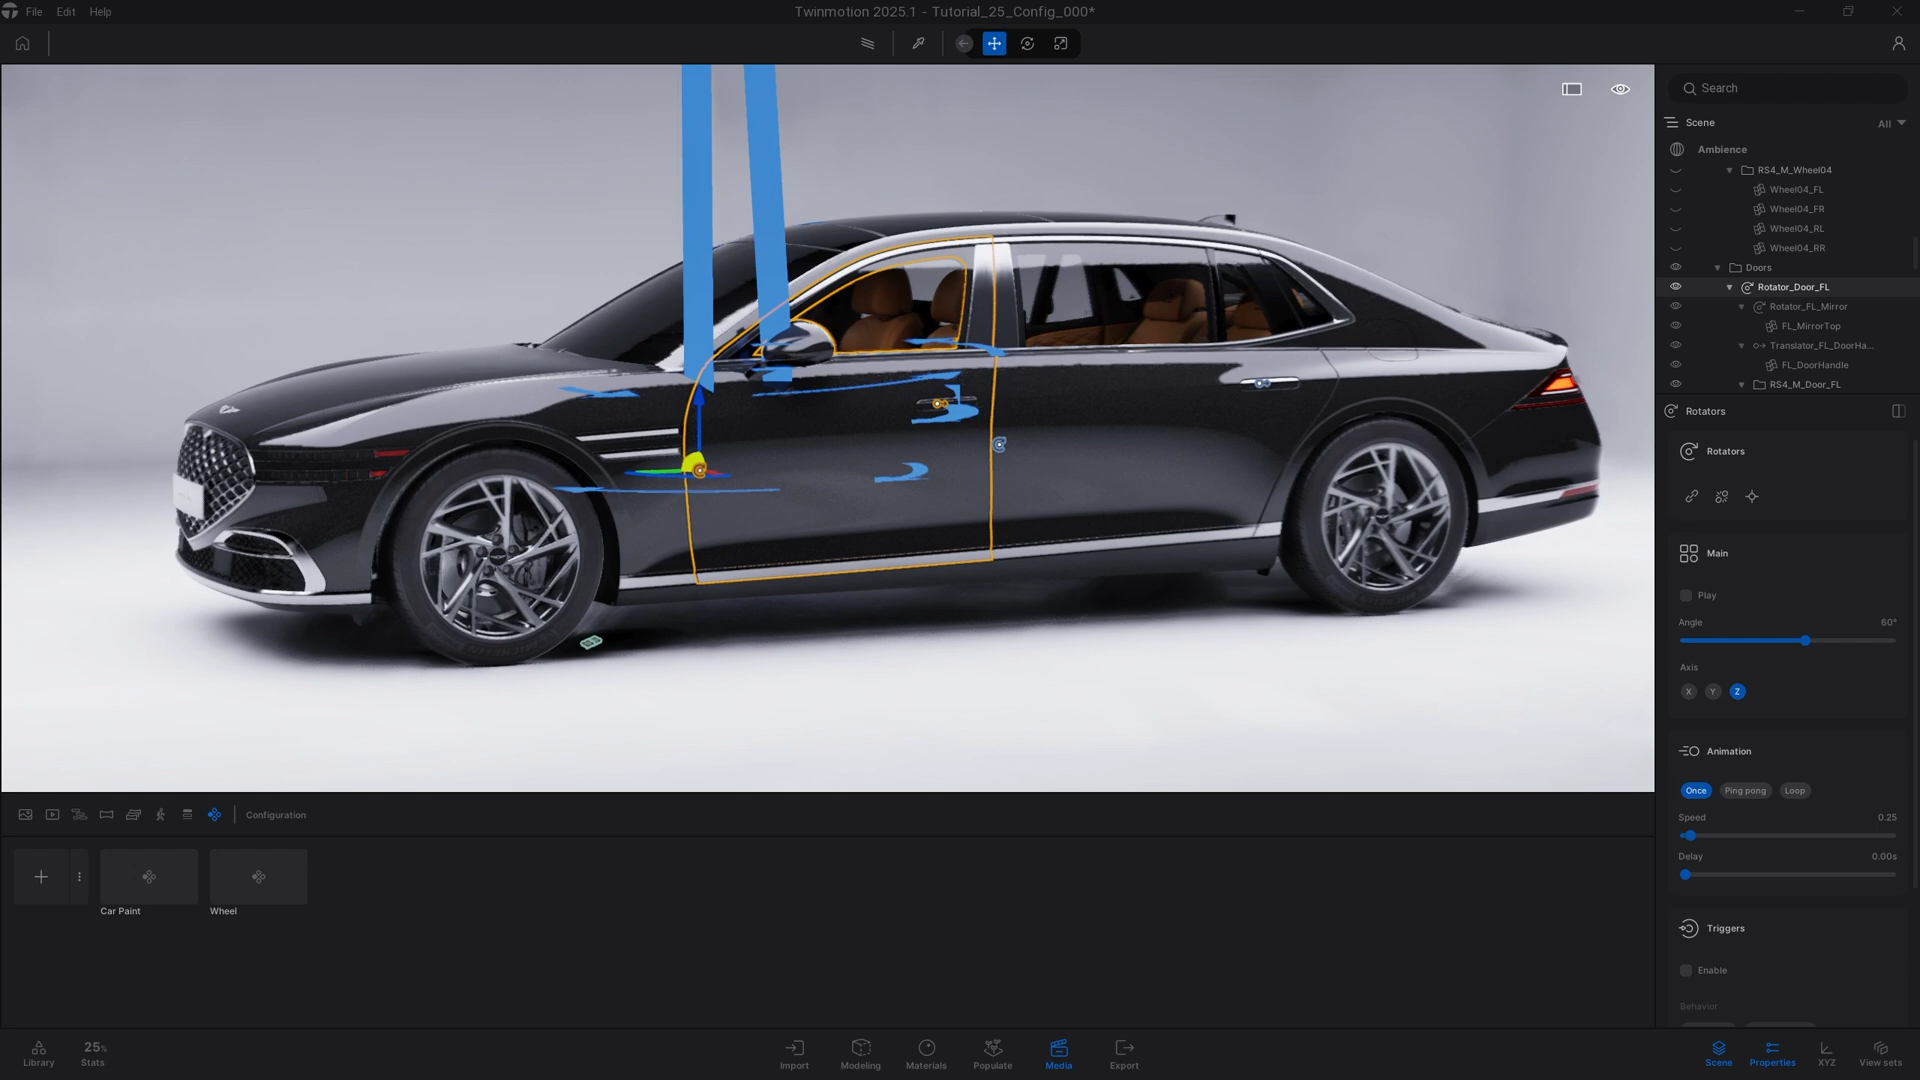 File Edit Help
Twinmotion 2025.1 - Tutorial_25_Config_000*
Search
Scene
All
Ambience
RS4_M_Wheel04
Wheel04_FL
Wheel04_FR
Wheel04_RL
Wheel04_RR
Doors
Rotator_Door_FL
Rotator_FL_Mirror
FL_MirrorTop
Translator_FL_DoorHa...
FL_DoorHandle
RS4_M_Door_FL
Rotators
Rotators
Main
Play
Angle 60°
Axis
X Y Z
Animation
Once Ping pong Loop
Speed 0.25
Delay 0.00s
Triggers
Enable
Behavior
Configuration
Car Paint
Wheel
Library
25%
Stats
Import
Modeling
Materials
Populate
Media
Export
Scene
Properties
XYZ
View sets